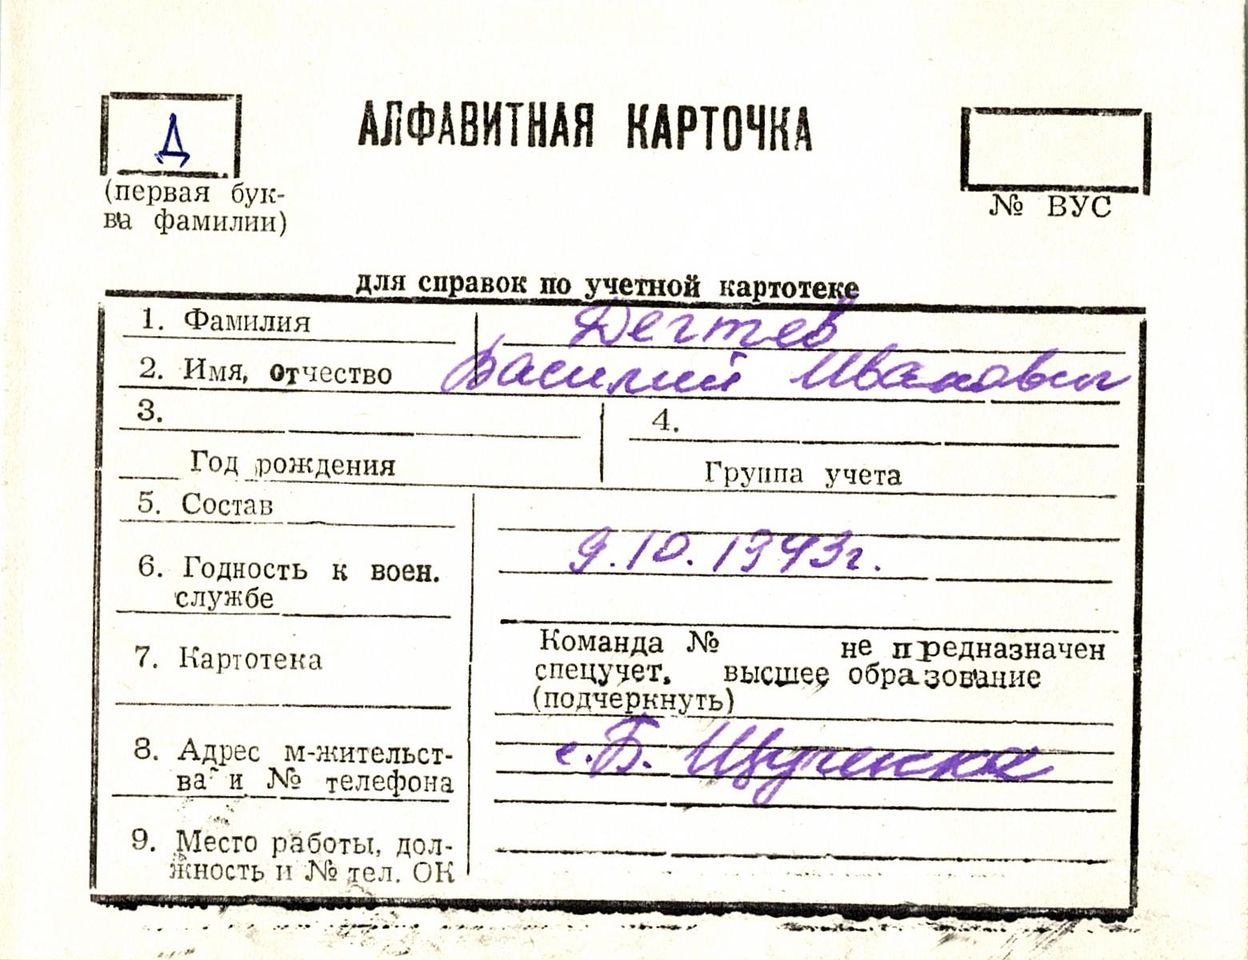 Д
АЛФАВИТНАЯ КАРТОЧКА
(первая бук-
ва фамилии)
№ ВУС
для справок по учетной картотеке
1. Фамилия Дегтев
2. Имя, отчество Василий Иванович
3.
4.
Год рождения
Группа учета
5. Состав
9.10.1943г.
6. Годность к воен.
службе
7. Картотека
Команда № не предназначен
спецучет, высшее образование
(подчеркнуть)
8. Адрес м-жительст-
ва и № телефона
с. Б. Щученка
9. Место работы, дол-
жность и № тел. ОК